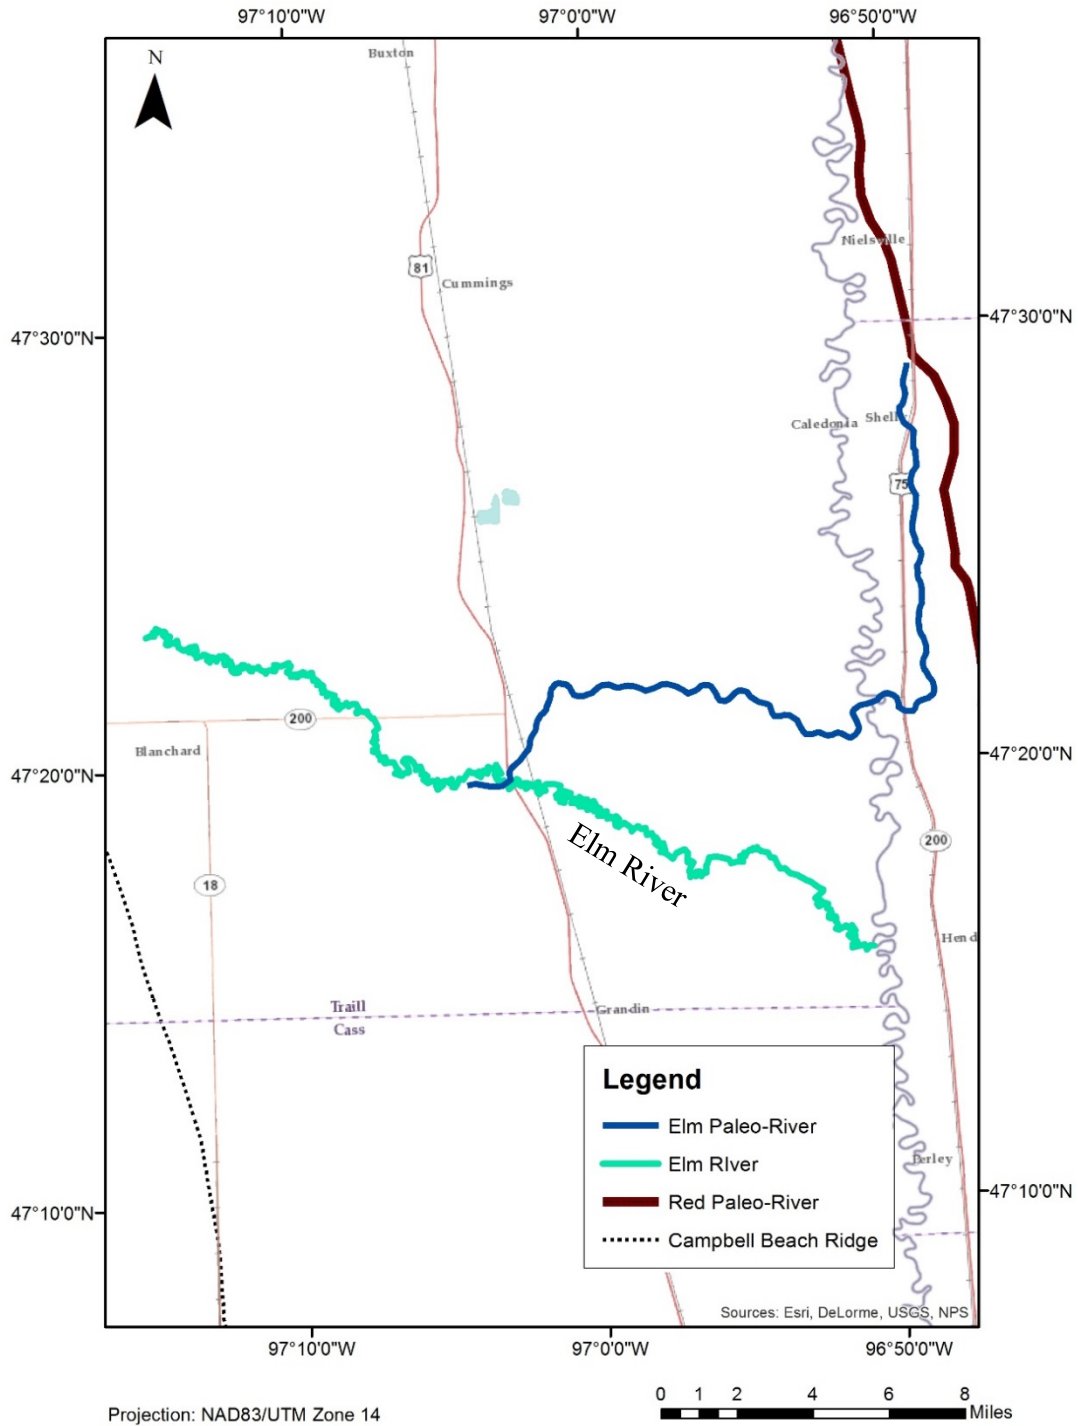 97°10'0"W
97°0'0"W
96°50'0"W
Buxton
N
Nielsville
81
Cummings
47°30'0"N
47°30'0"N
Caledonia
Shelly
75
200
Blanchard
47°20'0"N
47°20'0"N
Elm River
200
18
Hend
Traill
Grandin
Cass
Legend
Elm Paleo-River
Elm RIver
Red Paleo-River
Campbell Beach Ridge
Perley
47°10'0"N
47°10'0"N
Sources: Esri, DeLorme, USGS, NPS
97°10'0"W
97°0'0"W
96°50'0"W
0 1 2 4 6 8
Miles
Projection: NAD83/UTM Zone 14